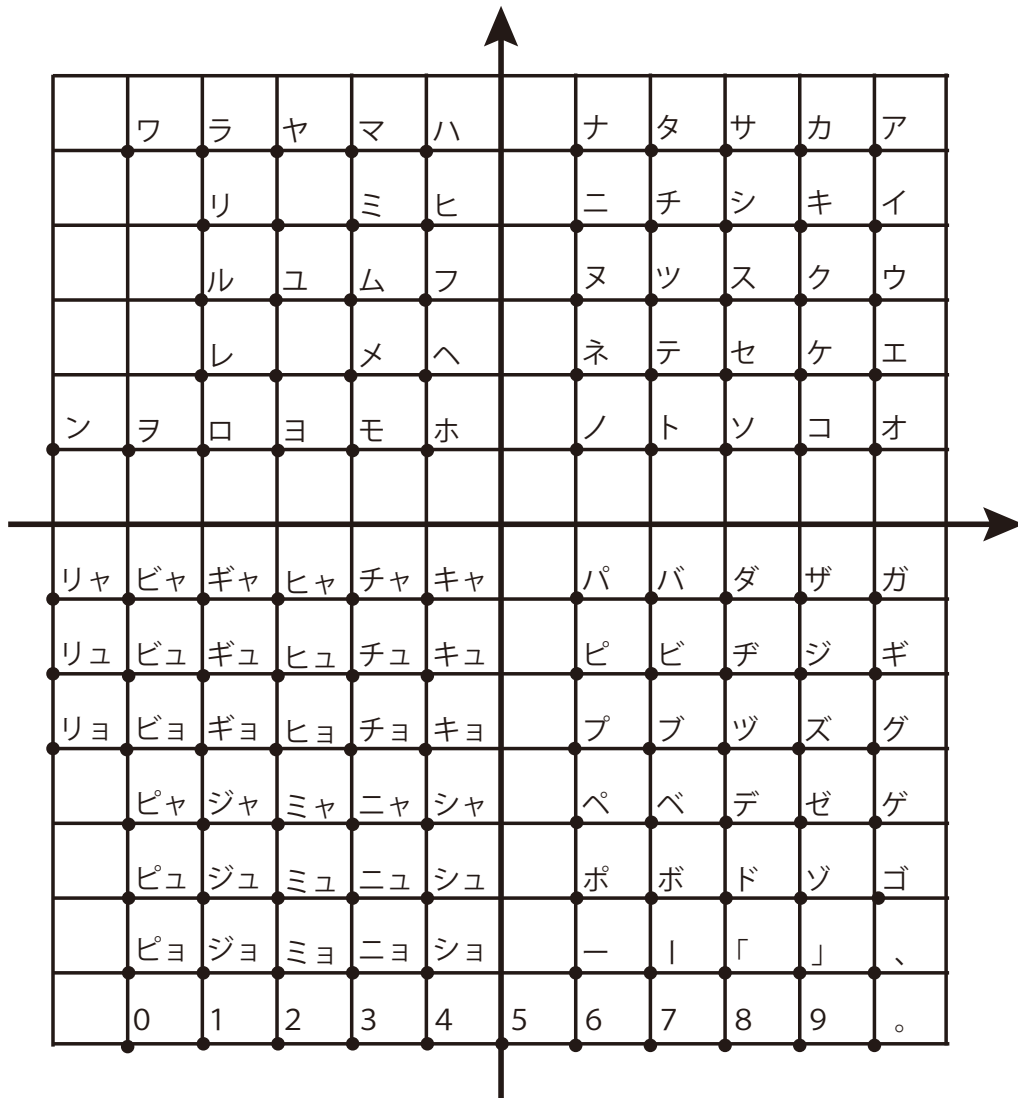 ワ ラ ヤ マ ハ ナ タ サ カ ア
リ ミ ヒ ニ チ シ キ イ
ル ユ ム フ ヌ ツ ス ク ウ
レ メ ヘ ネ テ セ ケ エ
ン ヲ ロ ヨ モ ホ ノ ト ソ コ オ
リャ ビャ ギャ ヒャ チャ キャ パ バ ダ ザ ガ
リュ ビュ ギュ ヒュ チュ キュ ピ ビ ヂ ジ ギ
リョ ビョ ギョ ヒョ チョ キョ プ ブ ヅ ズ グ
ピャ ジャ ミャ ニャ シャ ペ ベ デ ゼ ゲ
ピュ ジュ ミュ ニュ シュ ポ ボ ド ゾ ゴ
ピョ ジョ ミョ ニョ ショ ー | 「 」 、
0 1 2 3 4 5 6 7 8 9 。